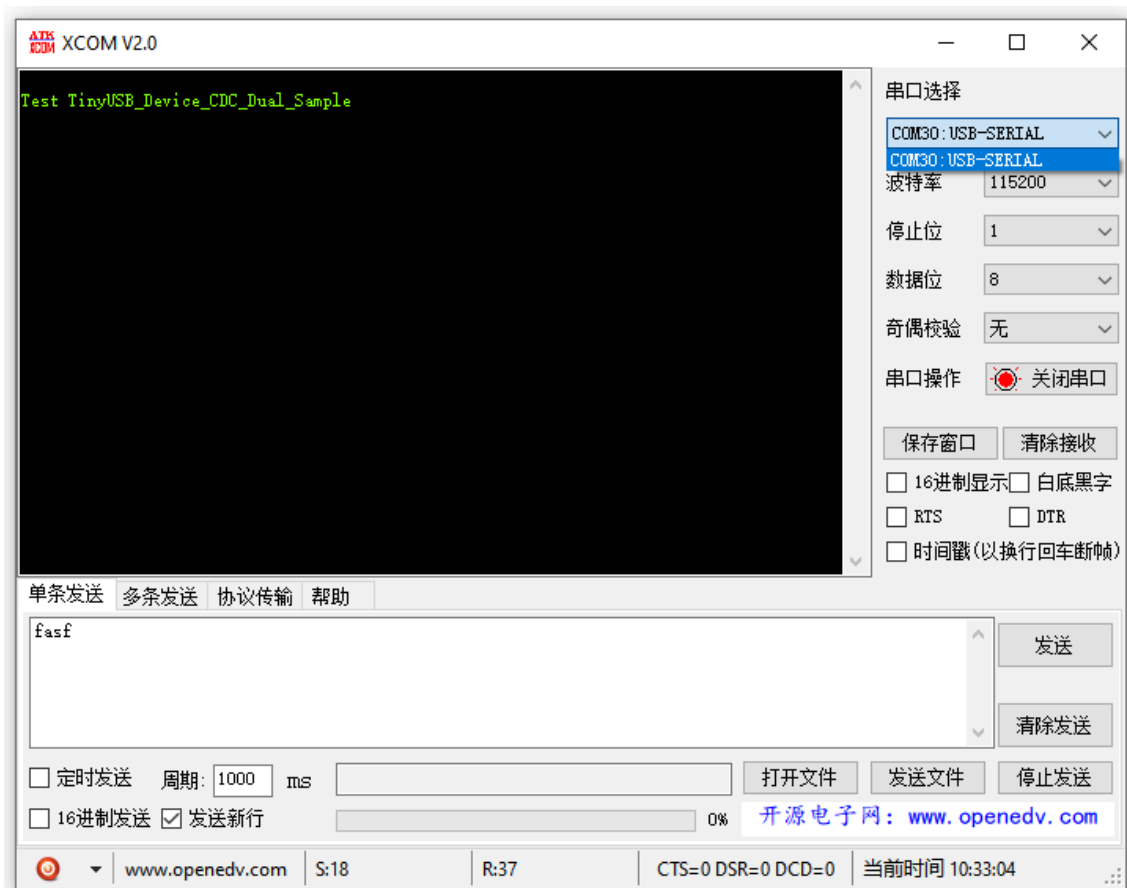 ATK XCOM XCOM V2.0
Test TinyUSB_Device_CDC_Dual_Sample
串口选择
COM30:USB-SERIAL
COM30:USB-SERIAL
波特率 115200
停止位 1
数据位 8
奇偶校验 无
串口操作 关闭串口
保存窗口 清除接收
16进制显示 白底黑字
RTS DTR
时间戳(以换行回车断帧)
单条发送 多条发送 协议传输 帮助
fasf
发送
清除发送
定时发送 周期: 1000 ms 打开文件 发送文件 停止发送
16进制发送 发送新行 0% 开源电子网: www.openedv.com
www.openedv.com S:18 R:37 CTS=0 DSR=0 DCD=0 当前时间 10:33:04